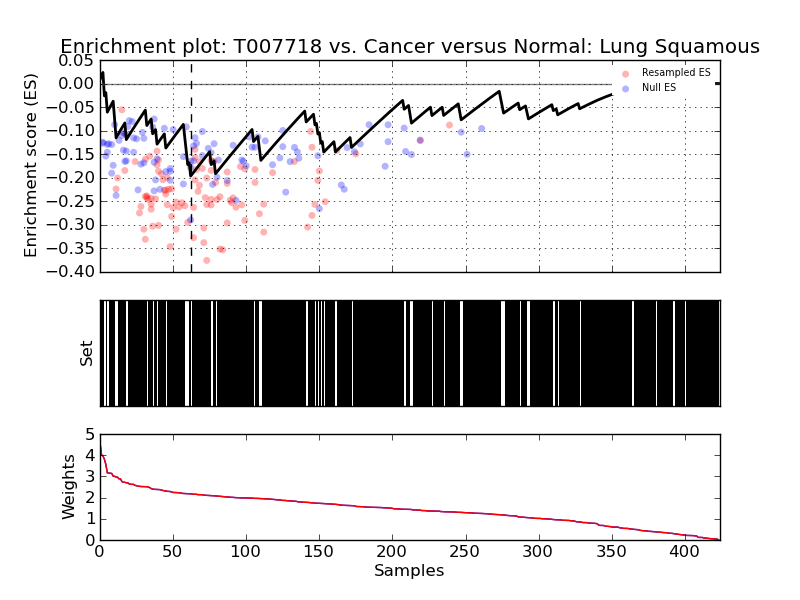 Enrichment plot: T007718 vs. Cancer versus Normal: Lung Squamous
Enrichment score (ES)
0.05
0.00
−0.05
−0.10
−0.15
−0.20
−0.25
−0.30
−0.35
−0.40
Resampled ES
Null ES
Set
Weights
5
4
3
2
1
0
0 50 100 150 200 250 300 350 400
Samples